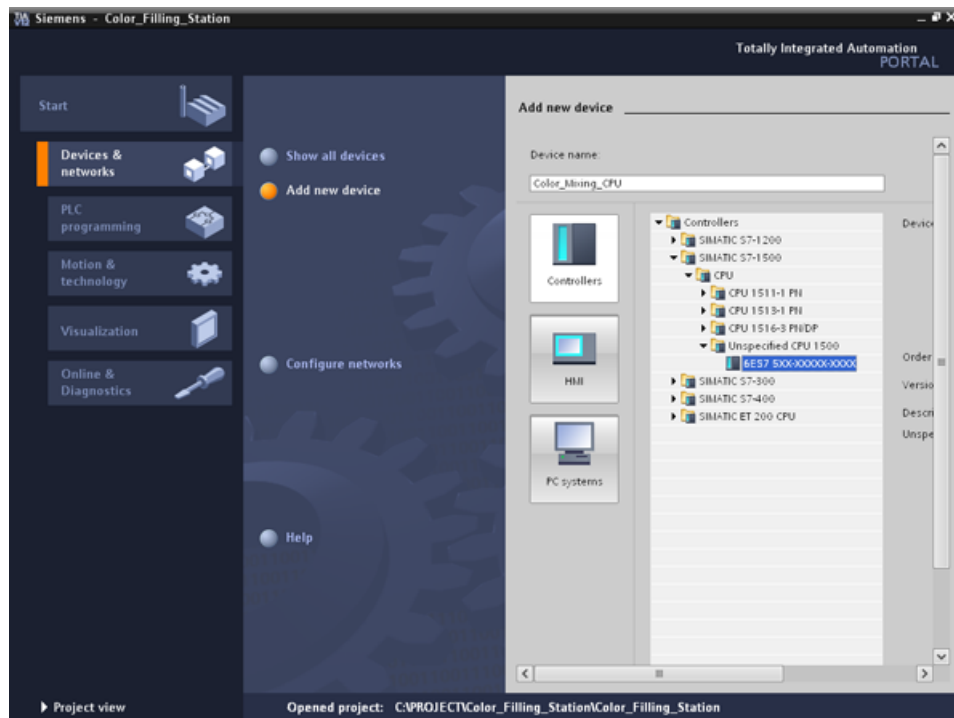 Siemens - Color_Filling_Station
Totally Integrated Automation
PORTAL
Start
Devices &
networks
PLC
programming
Motion &
technology
Visualization
Online &
Diagnostics
Show all devices
Add new device
Configure networks
Help
Add new device
Device name:
Color_Mixing_CPU
Controllers
HMI
PC systems
Controllers
SIMATIC S7-1200
SIMATIC S7-1500
CPU
CPU 1511-1 PN
CPU 1513-1 PN
CPU 1516-3 PN/DP
Unspecified CPU 1500
6ES7 5XX-XXXXX-XXXX
SIMATIC S7-300
SIMATIC S7-400
SIMATIC ET 200 CPU
Device
Order
Versio
Descri
Unspe
Project view
Opened project: C:\PROJECT\Color_Filling_Station\Color_Filling_Station